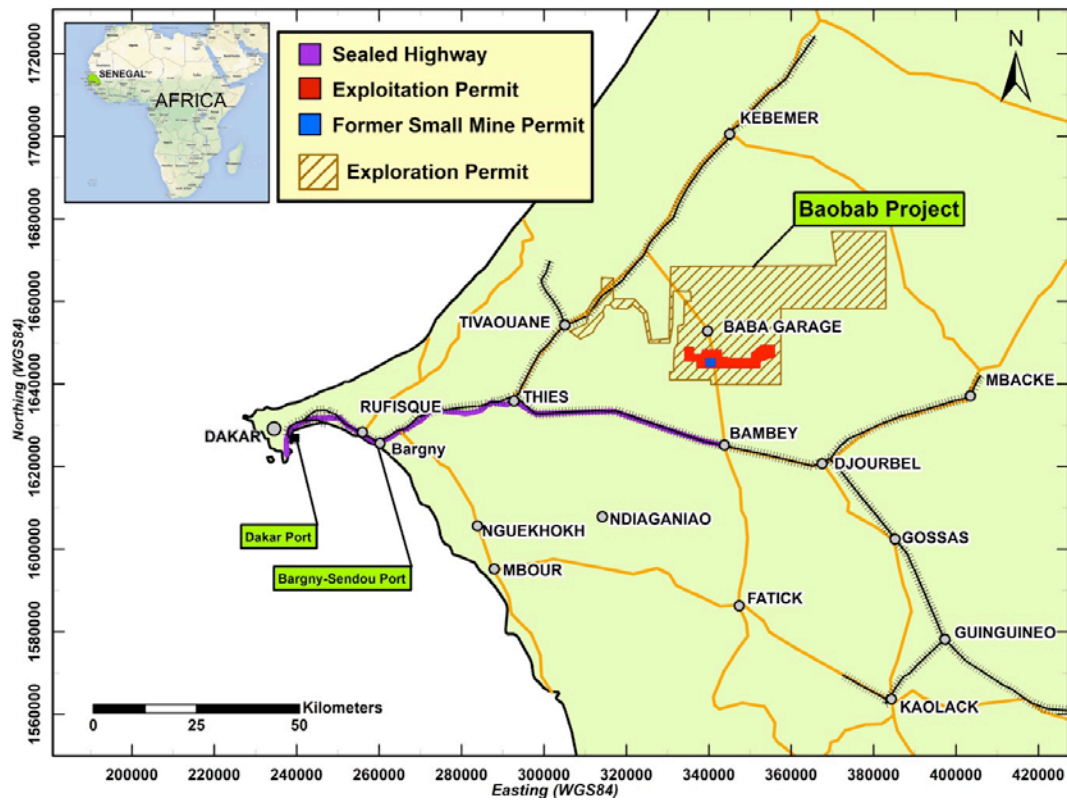 SENEGAL
AFRICA
Sealed Highway
Exploitation Permit
Former Small Mine Permit
Exploration Permit
N
KEBEMER
Baobab Project
TIVAOUANE
BABA GARAGE
MBACKE
THIES
RUFISQUE
DAKAR
Bargny
BAMBEY
DJOURBEL
Dakar Port
NGUEKHOKH
NDIAGANIAO
GOSSAS
Bargny-Sendou Port
MBOUR
FATICK
GUINGUINEO
KAOLACK
Kilometers
0 25 50
Northing (WGS84)
1720000
1700000
1680000
1660000
1640000
1620000
1600000
1580000
1560000
200000 220000 240000 260000 280000 300000 320000 340000 360000 380000 400000 420000
Easting (WGS84)